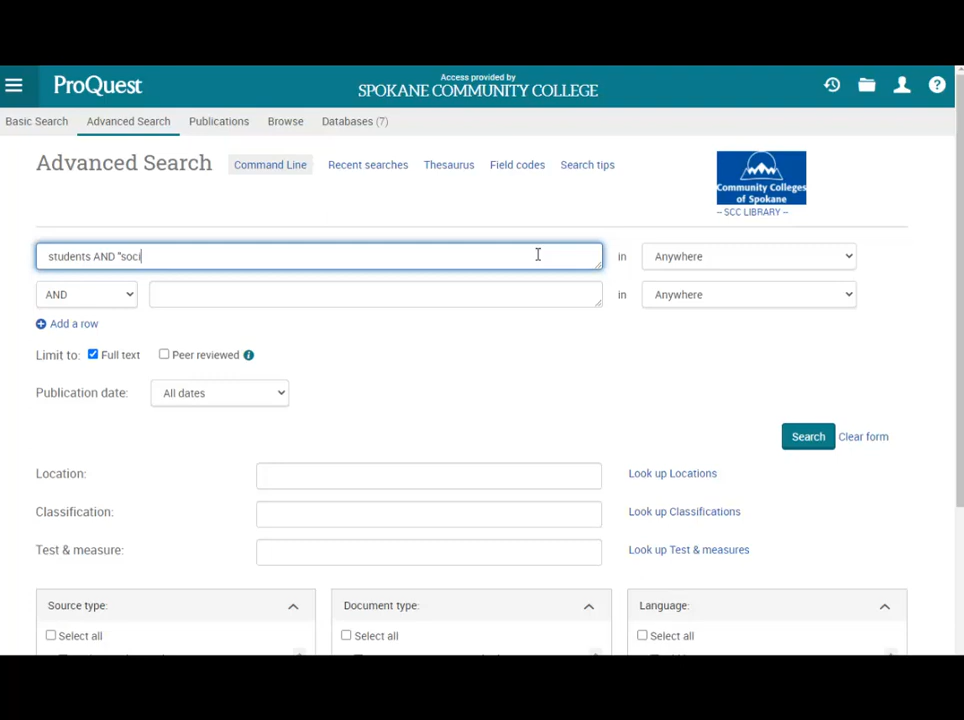 ProQuest
Access provided by
SPOKANE COMMUNITY COLLEGE
Basic Search Advanced Search Publications Browse Databases (7)
Advanced Search Command Line Recent searches Thesaurus Field codes Search tips
Community Colleges
of Spokane
-- SCC LIBRARY --
students AND "soci in Anywhere
AND in Anywhere
Add a row
Limit to: Full text Peer reviewed
Publication date: All dates
Search Clear form
Location: Look up Locations
Classification: Look up Classifications
Test & measure: Look up Test & measures
Source type: Document type: Language:
Select all Select all Select all